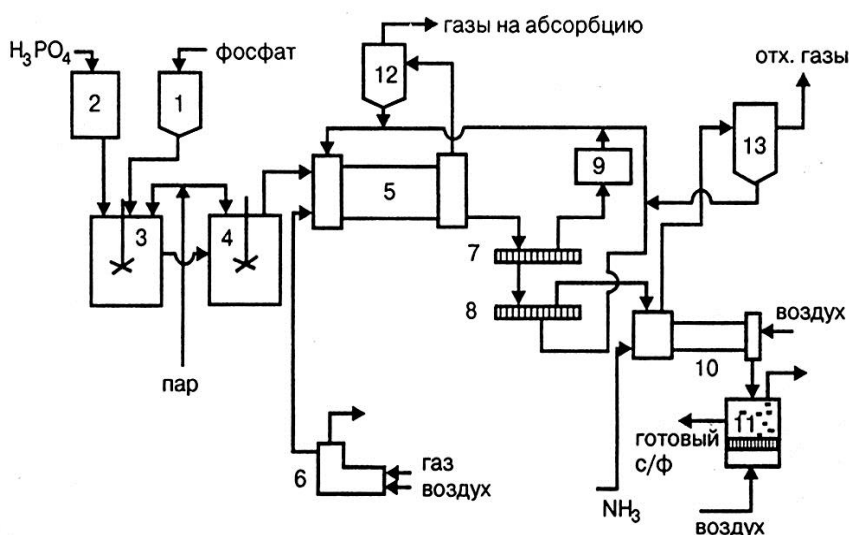 газы на абсорбцию
H₃PO₄
фосфат
отх. газы
12
2
1
13
9
5
3
4
7
8
воздух
10
пар
11
готовый
с/ф
6
газ
воздух
NH₃
воздух